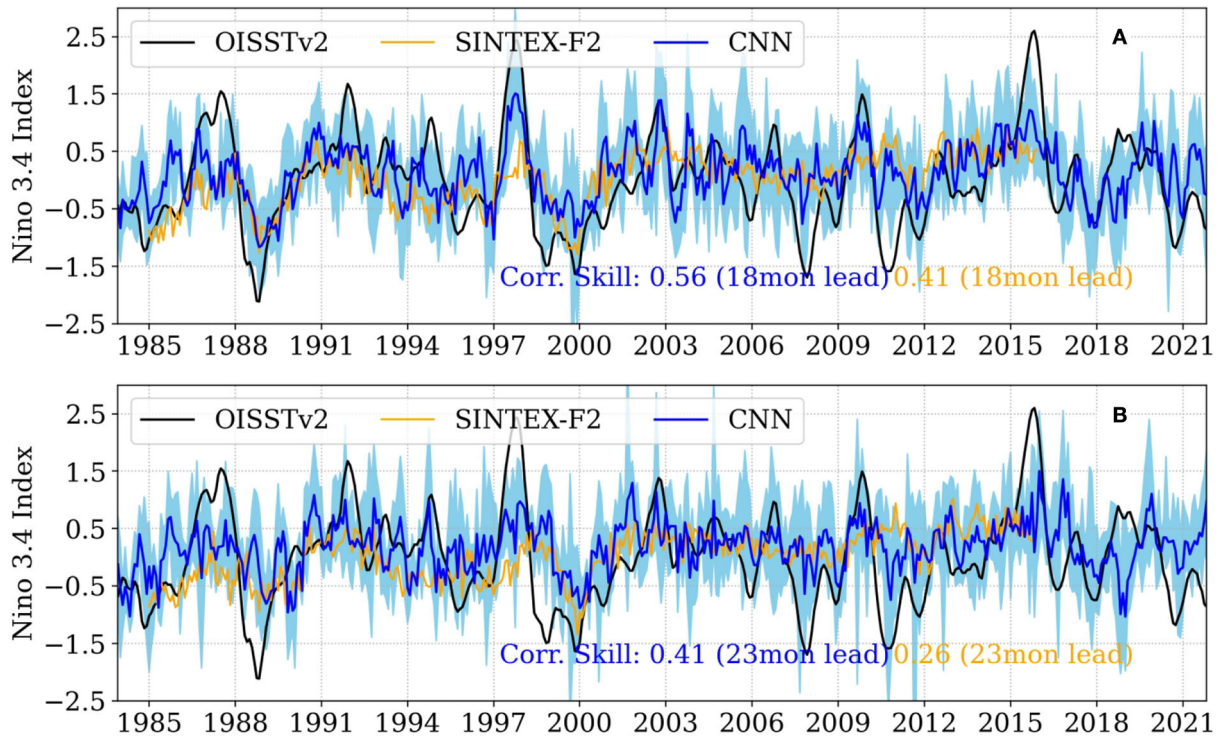 OISSTv2 SINTEX-F2 CNN A
Nino 3.4 Index
2.5
1.5
0.5
−0.5
−1.5
−2.5
Corr. Skill: 0.56 (18mon lead) 0.41 (18mon lead)
1985 1988 1991 1994 1997 2000 2003 2006 2009 2012 2015 2018 2021
OISSTv2 SINTEX-F2 CNN B
Nino 3.4 Index
2.5
1.5
0.5
−0.5
−1.5
−2.5
Corr. Skill: 0.41 (23mon lead) 0.26 (23mon lead)
1985 1988 1991 1994 1997 2000 2003 2006 2009 2012 2015 2018 2021